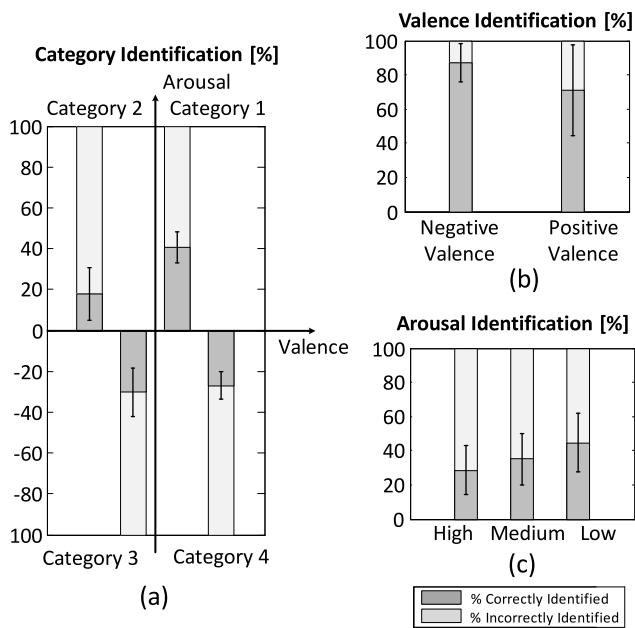 Category Identification [%]
Arousal
Category 2
Category 1
100
80
60
40
20
0
-20
-40
-60
-80
100
Valence
Category 3
Category 4
(a)
Valence Identification [%]
100
80
60
40
20
0
Negative
Valence
Positive
Valence
(b)
Arousal Identification [%]
100
80
60
40
20
0
High
Medium
Low
(c)
% Correctly Identified
% Incorrectly Identified